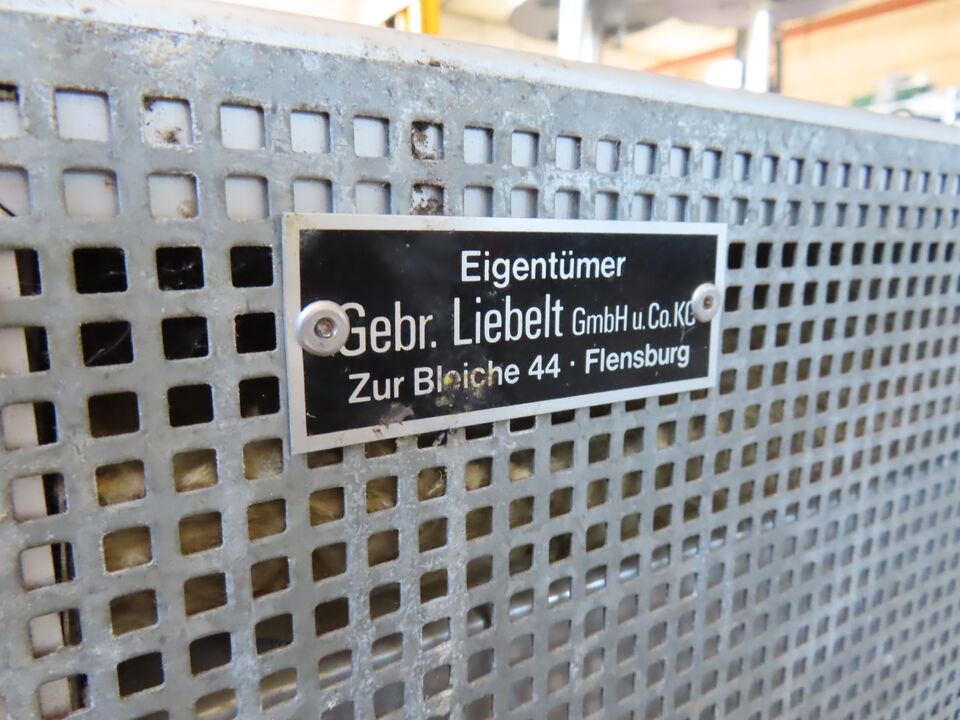 Eigentümer
Gebr. Liebelt GmbH u. Co. KG
Zur Bleiche 44 · Flensburg